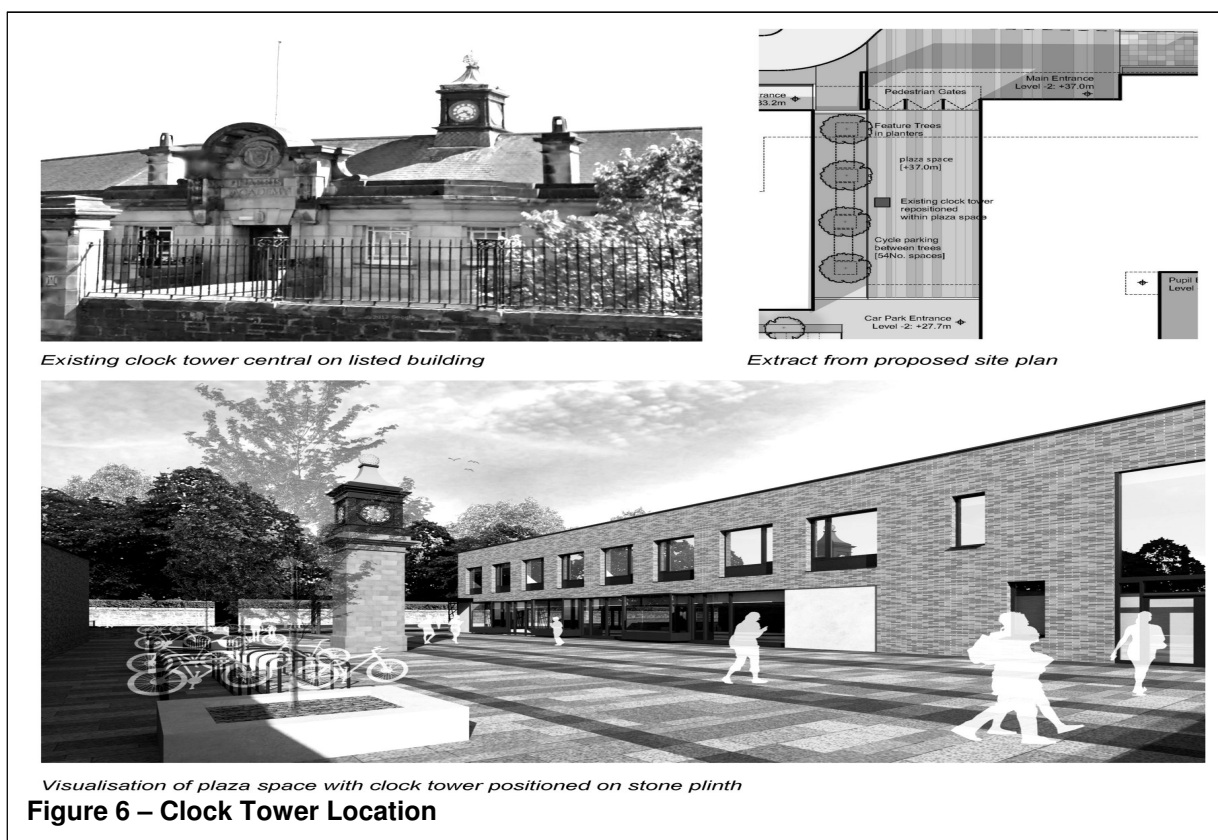 Main Entrance
Level -2: +37.0m
rance
33.2m
Pedestrian Gates
Feature Trees
in planters
plaza space
[+37.0m]
Existing clock tower
repositioned
within plaza space
Cycle parking
between trees
[54No. spaces]
Pupil
Level
Car Park Entrance
Level -2: +27.7m
Existing clock tower central on listed building
Extract from proposed site plan
Visualisation of plaza space with clock tower positioned on stone plinth
Figure 6 – Clock Tower Location